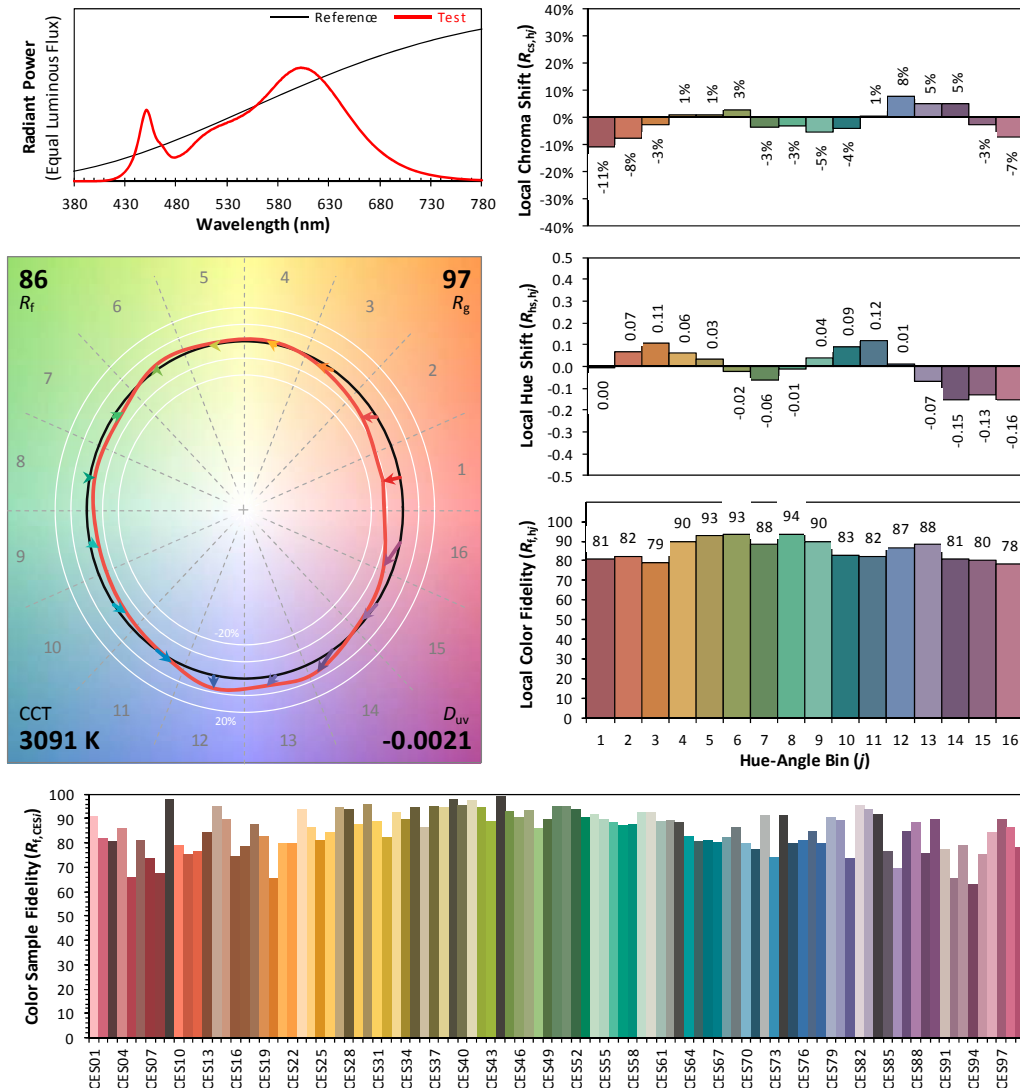 Reference
Test
Radiant Power
(Equal Luminous Flux)
380 430 480 530 580 630 680 730 780
Wavelength (nm)
Local Chroma Shift (Rcs,hj)
40%
30%
20%
10%
0%
-10%
-20%
-30%
-40%
-11% -8% -3% 1% 1% 3% -3% -3% -5% -4% 1% 8% 5% 5% -3% -7%
86
Rf
97
Rg
5 4
6 3
7 2
8 1
9 16
10 15
11 14
12 13
-20%
20%
CCT
3091 K
Duv
-0.0021
Local Hue Shift (Rhs,hj)
0.5
0.4
0.3
0.2
0.1
0.0
-0.1
-0.2
-0.3
-0.4
-0.5
0.00 0.07 0.11 0.06 0.03 -0.02 -0.06 -0.01 0.04 0.09 0.12 0.01 -0.07 -0.15 -0.13 -0.16
Local Color Fidelity (Rf,hj)
100
90
80
70
60
50
40
30
20
10
0
81 82 79 90 93 93 88 94 90 83 82 87 88 81 80 78
1 2 3 4 5 6 7 8 9 10 11 12 13 14 15 16
Hue-Angle Bin (j)
Color Sample Fidelity (Rf,CESi)
100
90
80
70
60
50
40
30
20
10
0
CES01 CES04 CES07 CES10 CES13 CES16 CES19 CES22 CES25 CES28 CES31 CES34 CES37 CES40 CES43 CES46 CES49 CES52 CES55 CES58 CES61 CES64 CES67 CES70 CES73 CES76 CES79 CES82 CES85 CES88 CES91 CES94 CES97